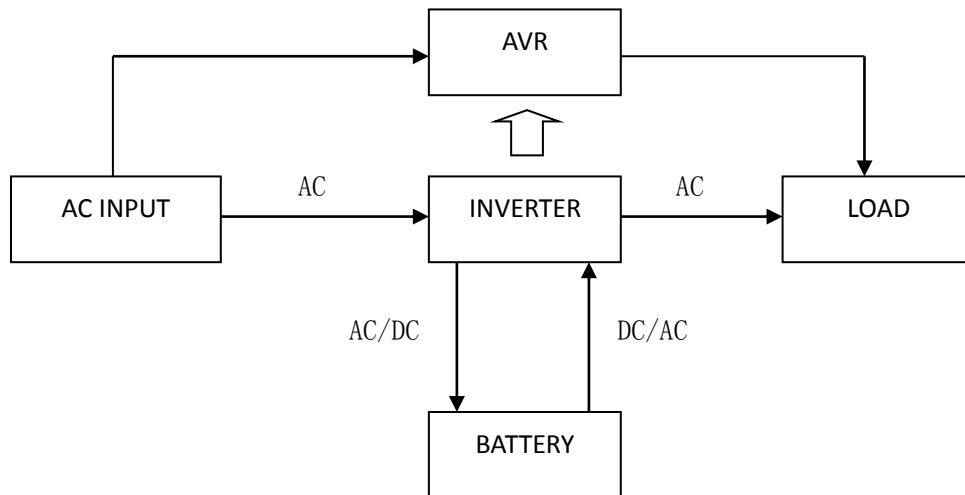 AVR
AC INPUT
AC
INVERTER
AC
LOAD
AC/DC
DC/AC
BATTERY